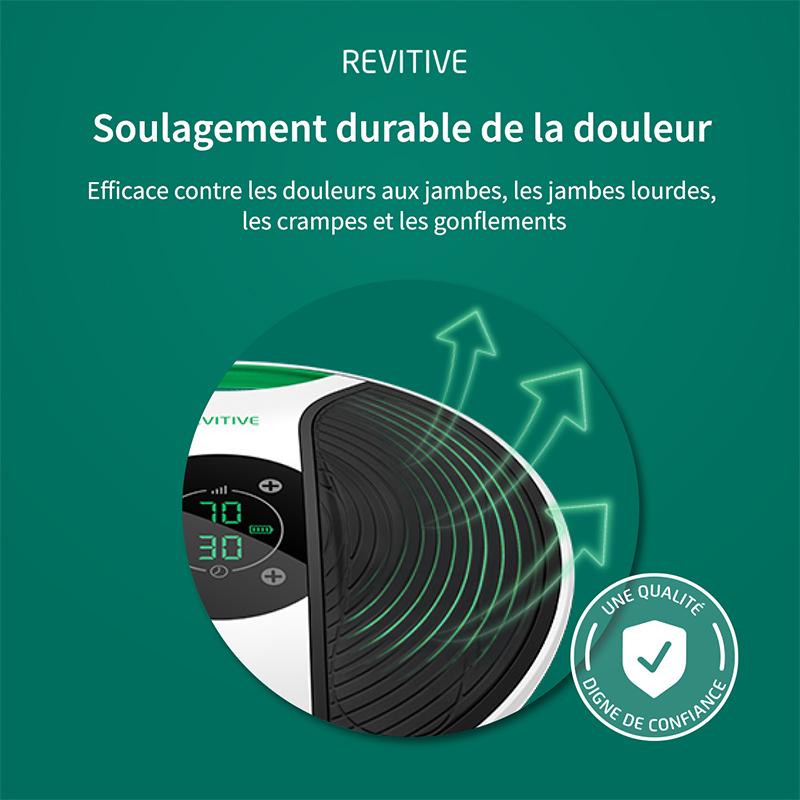 REVITIVE
Soulagement durable de la douleur
Efficace contre les douleurs aux jambes, les jambes lourdes,
les crampes et les gonflements
VITIVE
70
30
UNE QUALITÉ
DIGNE DE CONFIANCE